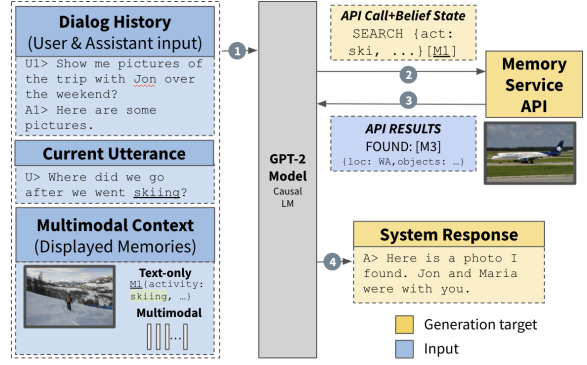 Dialog History
(User & Assistant input)
U1> Show me pictures of
the trip with Jon over
the weekend?
A1> Here are some
pictures.
Current Utterance
U> Where did we go
after we went skiing?
Multimodal Context
(Displayed Memories)
Text-only
M1{activity:
skiing, …}
Multimodal
...
1
GPT-2
Model
Causal
LM
API Call+Belief State
SEARCH {act:
ski, ...}[M1]
2
3
API RESULTS
FOUND: [M3]
{loc: WA,objects: …}
Memory
Service
API
4
System Response
A> Here is a photo I
found. Jon and Maria
were with you.
Generation target
Input